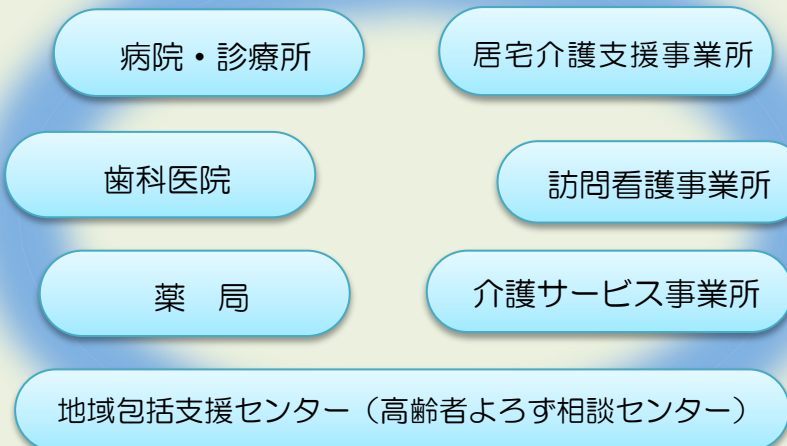 病院・診療所
居宅介護支援事業所
歯科医院
訪問看護事業所
薬　局
介護サービス事業所
地域包括支援センター（高齢者よろず相談センター）